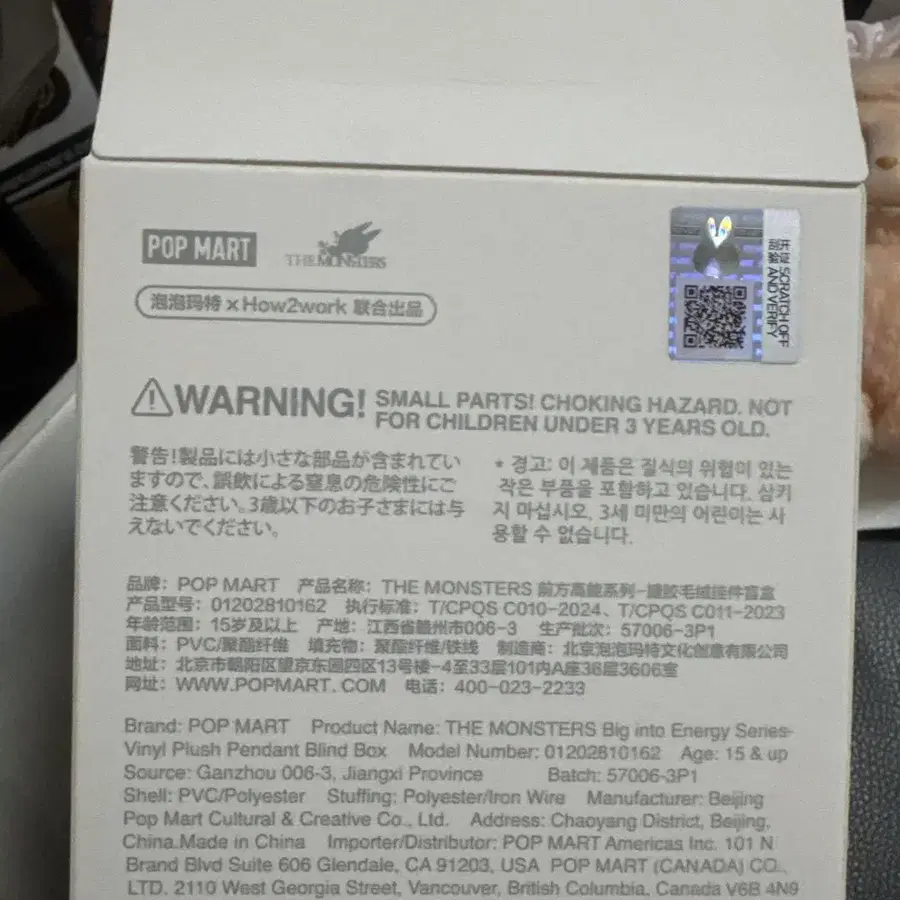 POP MART
THE MONSTERS
泡泡玛特 × How2work 联合出品
开盒刮验 SCRATCH OFF AND VERIFY
WARNING! SMALL PARTS! CHOKING HAZARD. NOT
FOR CHILDREN UNDER 3 YEARS OLD.
警告!製品には小さな部品が含まれてい
ますので、誤飲による窒息の危険性にご
注意ください。3歳以下のお子さまには与
えないでください。
* 경고: 이 제품은 질식의 위험이 있는
작은 부품을 포함하고 있습니다. 삼키
지 마십시오, 3세 미만의 어린이는 사
용할 수 없습니다.
品牌: POP MART 产品名称: THE MONSTERS 前方高能系列-搪胶毛绒挂件盲盒
产品型号: 01202810162 执行标准: T/CPQS C010-2024、T/CPQS C011-2023
年龄范围: 15岁及以上 产地: 江西省赣州市006-3 生产批次: 57006-3P1
面料: PVC/聚酯纤维 填充物: 聚酯纤维/铁线 制造商: 北京泡泡玛特文化创意有限公司
地址: 北京市朝阳区望京东园四区13号楼-4至33层101内A座36层3606室
网址: WWW.POPMART.COM 电话: 400-023-2233
Brand: POP MART Product Name: THE MONSTERS Big into Energy Series-
Vinyl Plush Pendant Blind Box Model Number: 01202810162 Age: 15 & up
Source: Ganzhou 006-3, Jiangxi Province Batch: 57006-3P1
Shell: PVC/Polyester Stuffing: Polyester/Iron Wire Manufacturer: Beijing
Pop Mart Cultural & Creative Co., Ltd. Address: Chaoyang District, Beijing,
China.Made in China Importer/Distributor: POP MART Americas Inc. 101 N
Brand Blvd Suite 606 Glendale, CA 91203, USA POP MART (CANADA) CO.,
LTD. 2110 West Georgia Street, Vancouver, British Columbia, Canada V6B 4N9